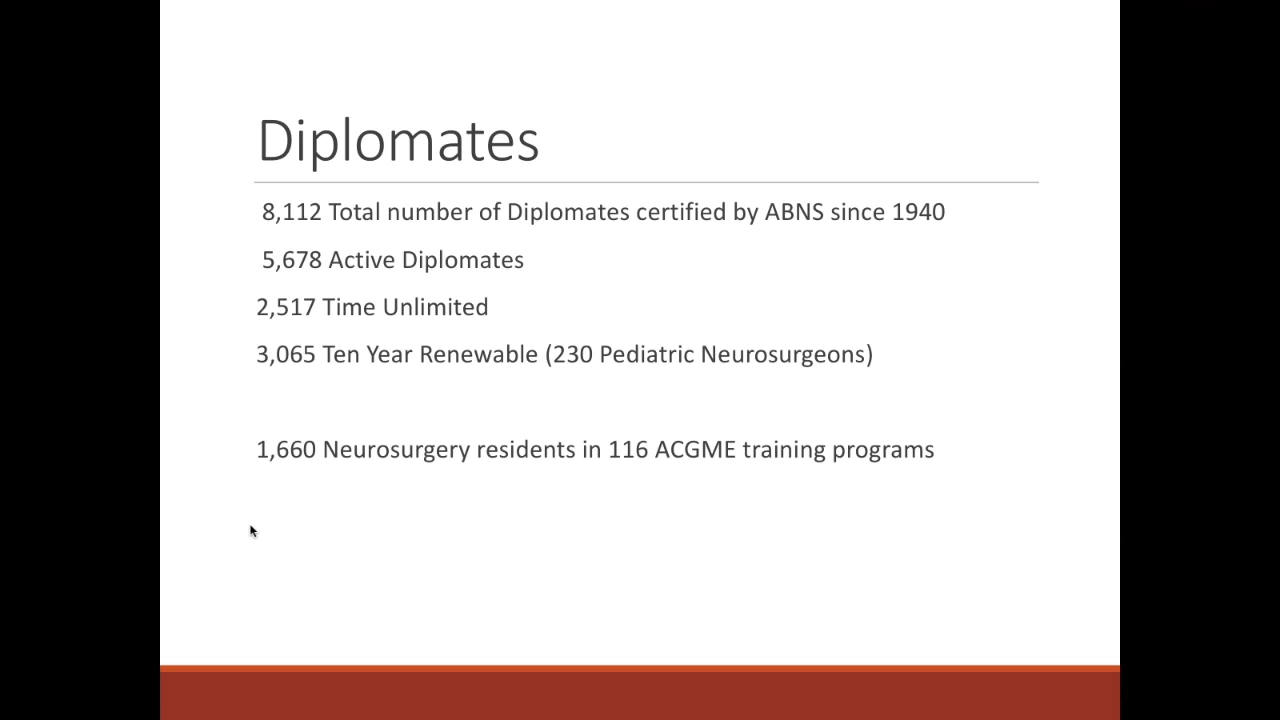 Diplomates
8,112 Total number of Diplomates certified by ABNS since 1940
5,678 Active Diplomates
2,517 Time Unlimited
3,065 Ten Year Renewable (230 Pediatric Neurosurgeons)
1,660 Neurosurgery residents in 116 ACGME training programs